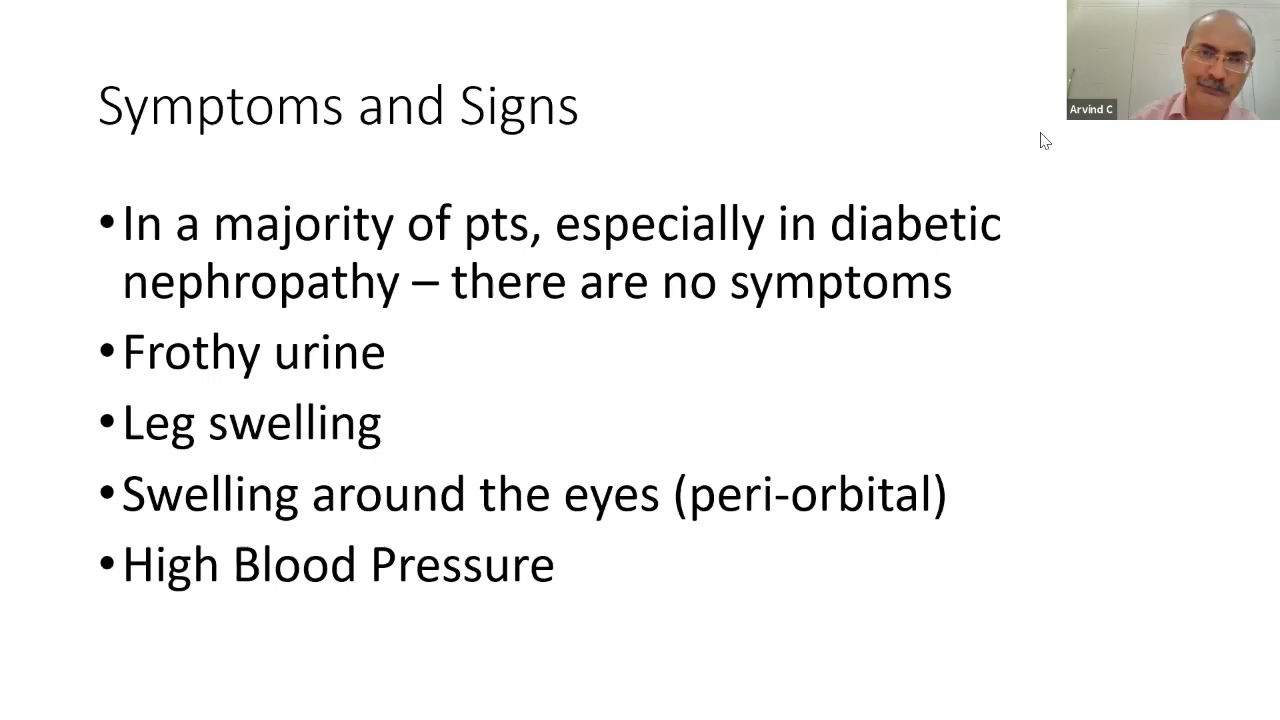 Symptoms and Signs
Arvind C
•In a majority of pts, especially in diabetic
nephropathy – there are no symptoms
•Frothy urine
•Leg swelling
•Swelling around the eyes (peri-orbital)
•High Blood Pressure